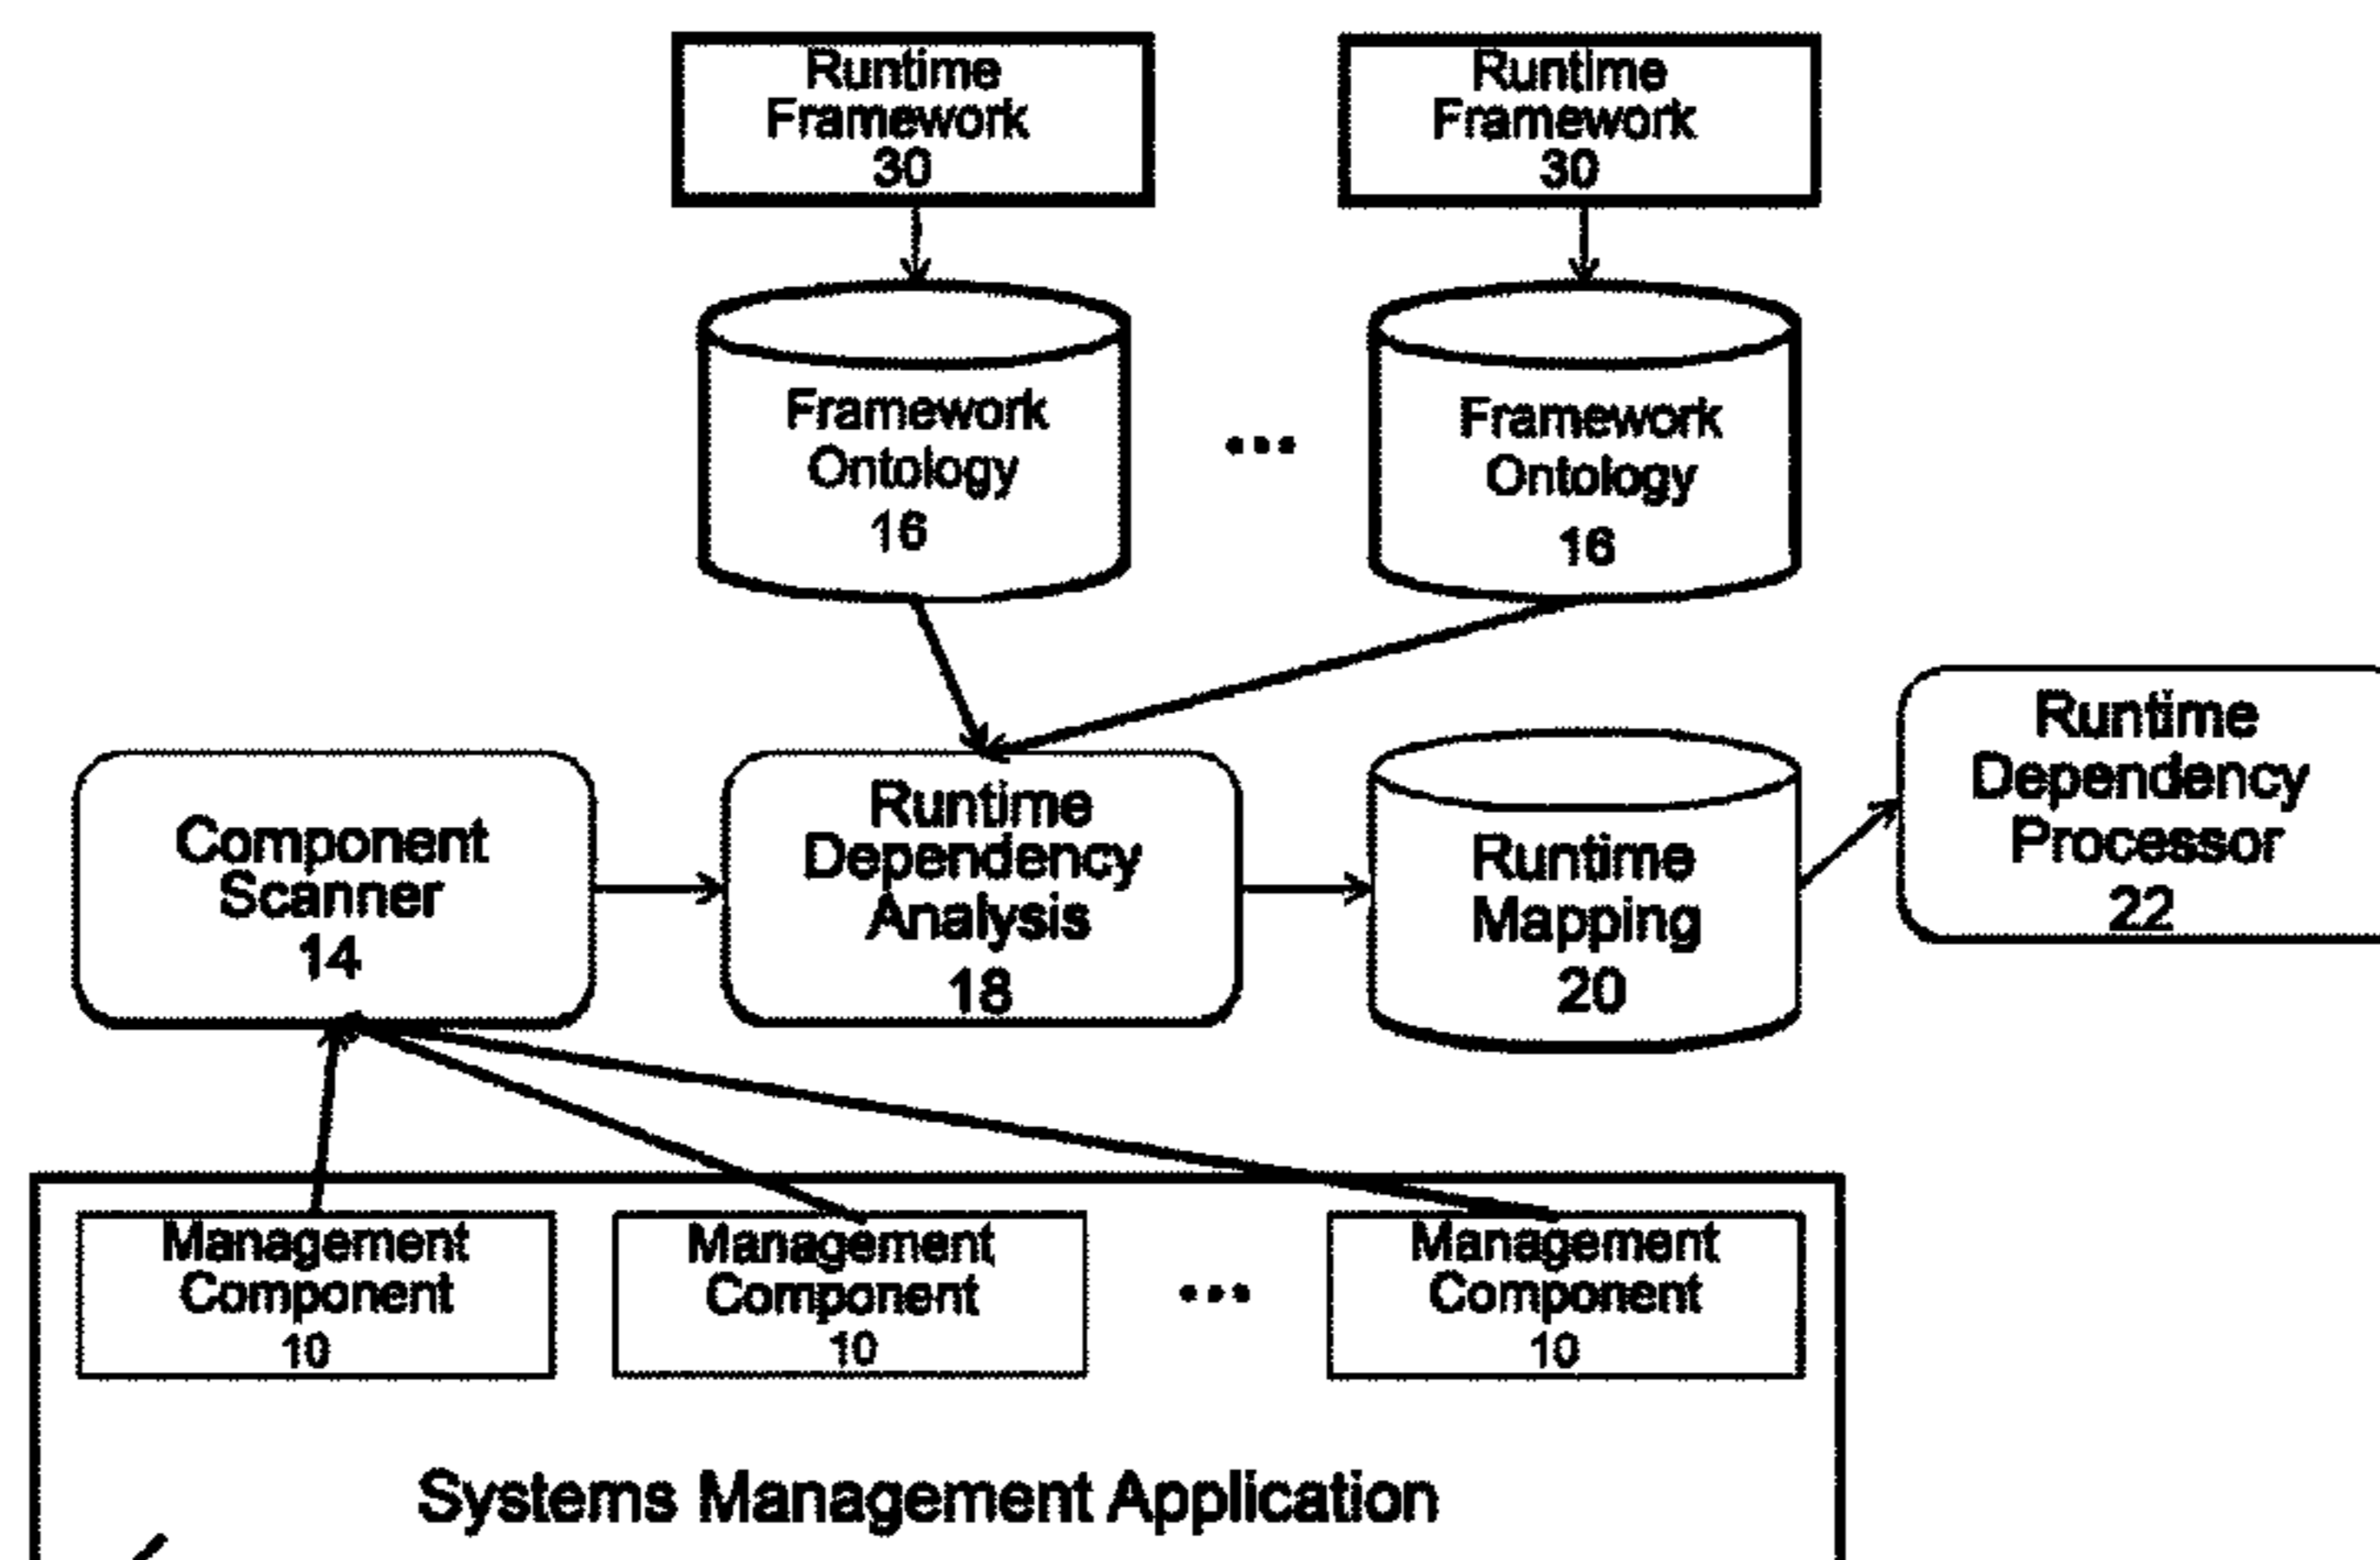 Runtime
Framework
30
Runtime
Framework
30
Framework
Ontology
16
...
Framework
Ontology
16
Component
Scanner
14
Runtime
Dependency
Analysis
18
Runtime
Mapping
20
Runtime
Dependency
Processor
22
Management
Component
10
Management
Component
10
...
Management
Component
10
Systems Management Application